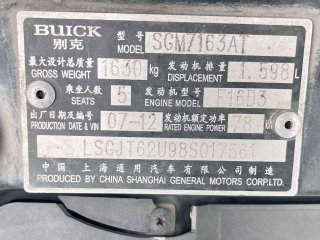 BUICK 型号 SGM7163AT
别克 MODEL
最大设计总质量 1630 kg 发动机排量 1.598 L
GROSS WEIGHT DISPLACEMENT
乘坐人数 5 发动机型号 F16D3
SEATS ENGINE MODEL
出厂日期及编号 07-12 发动机额定功率 78
PRODUCTION DATE & VIN RATED ENGINE POWER
LSGJT62U98S017561
中国 上海通用汽车有限公司制造
PRODUCED BY CHINA SHANGHAI GENERAL MOTORS CORP.LTD.